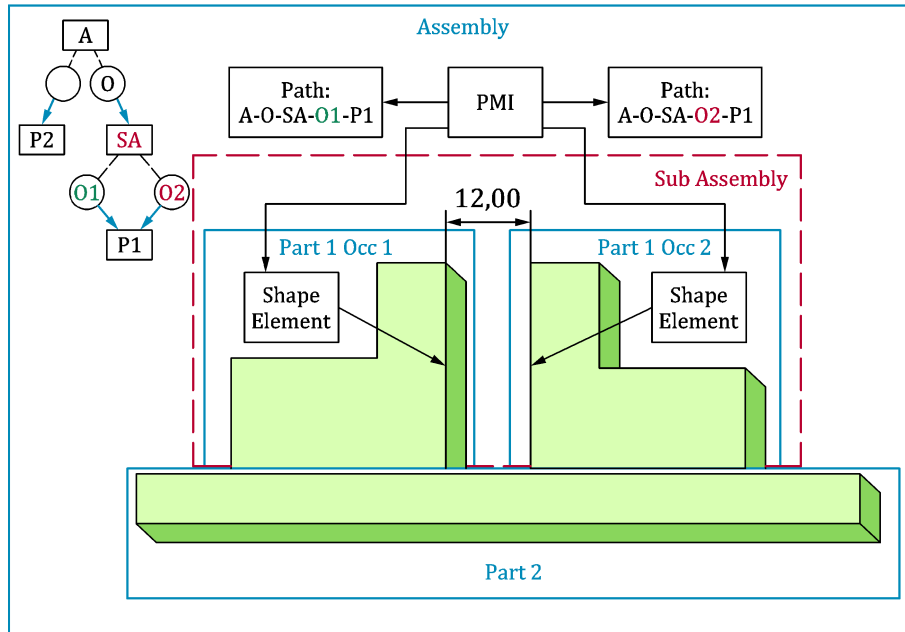 Assembly
A
O
P2
SA
O1
O2
P1
Path:
A-O-SA-O1-P1
PMI
Path:
A-O-SA-O2-P1
Sub Assembly
12,00
Part 1 Occ 1
Part 1 Occ 2
Shape
Element
Shape
Element
Part 2